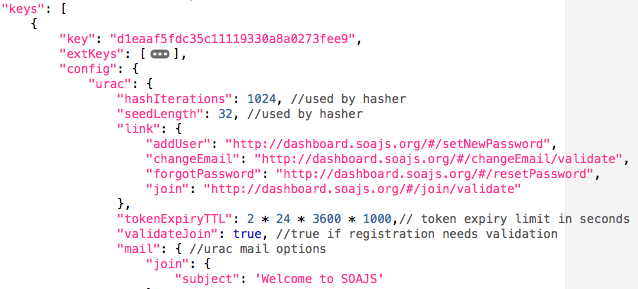 "keys": [
{
"key": "d1eaaf5fdc35c11119330a8a0273fee9",
"extKeys": [ ],
"config": {
"urac": {
"hashIterations": 1024, //used by hasher
"seedLength": 32, //used by hasher
"link": {
"addUser": "http://dashboard.soajs.org/#/setNewPassword",
"changeEmail": "http://dashboard.soajs.org/#/changeEmail/validate",
"forgotPassword": "http://dashboard.soajs.org/#/resetPassword",
"join": "http://dashboard.soajs.org/#/join/validate"
},
"tokenExpiryTTL": 2 * 24 * 3600 * 1000,// token expiry limit in seconds
"validateJoin": true, //true if registration needs validation
"mail": { //urac mail options
"join": {
"subject": 'Welcome to SOAJS'